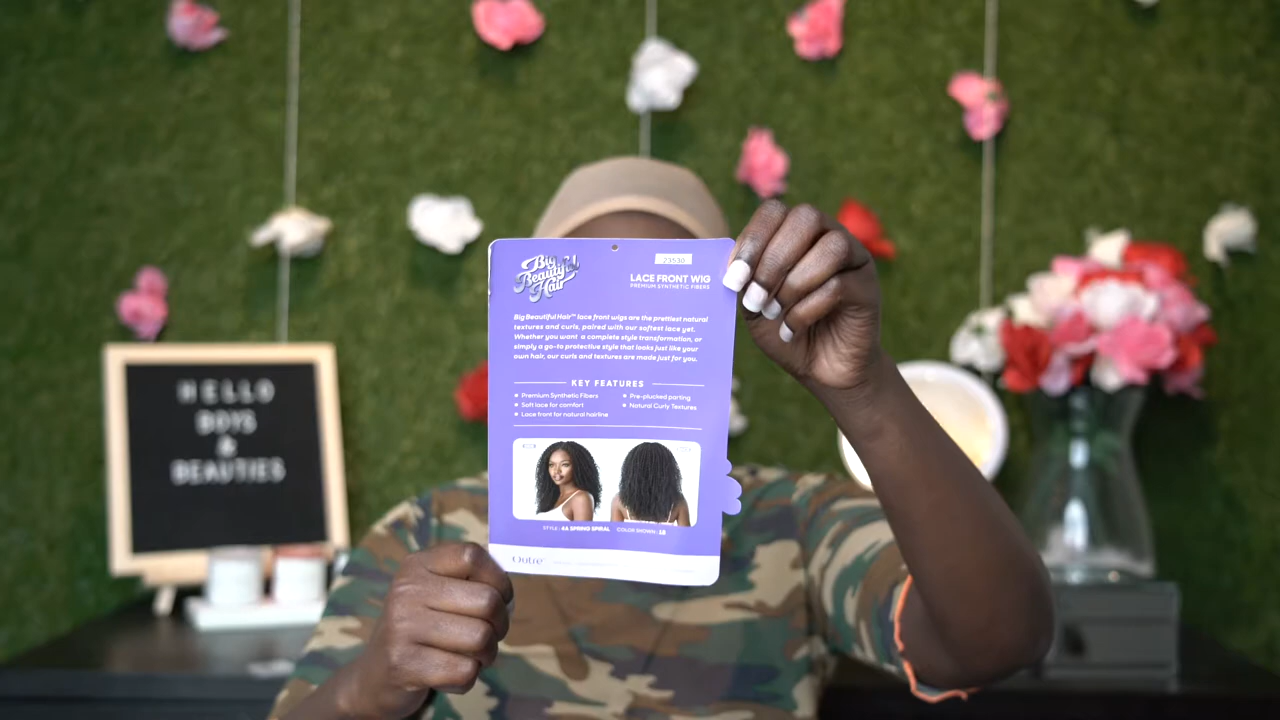 HELLO
BOYS
&
BEAUTIES
Big
Beautiful
Hair
23530
LACE FRONT WIG
PREMIUM SYNTHETIC FIBERS
Big Beautiful Hair™ lace front wigs are the prettiest natural
textures and curls, paired with our softest lace yet.
Whether you want a complete style transformation, or
simply a go-to protective style that looks just like your
own hair, our curls and textures are made just for you.
KEY FEATURES
Premium Synthetic Fibers
Soft lace for comfort
Lace front for natural hairline
Pre-plucked parting
Natural Curly Textures
STYLE : 4A SPRING SPIRAL COLOR SHOWN : 1B
Outre